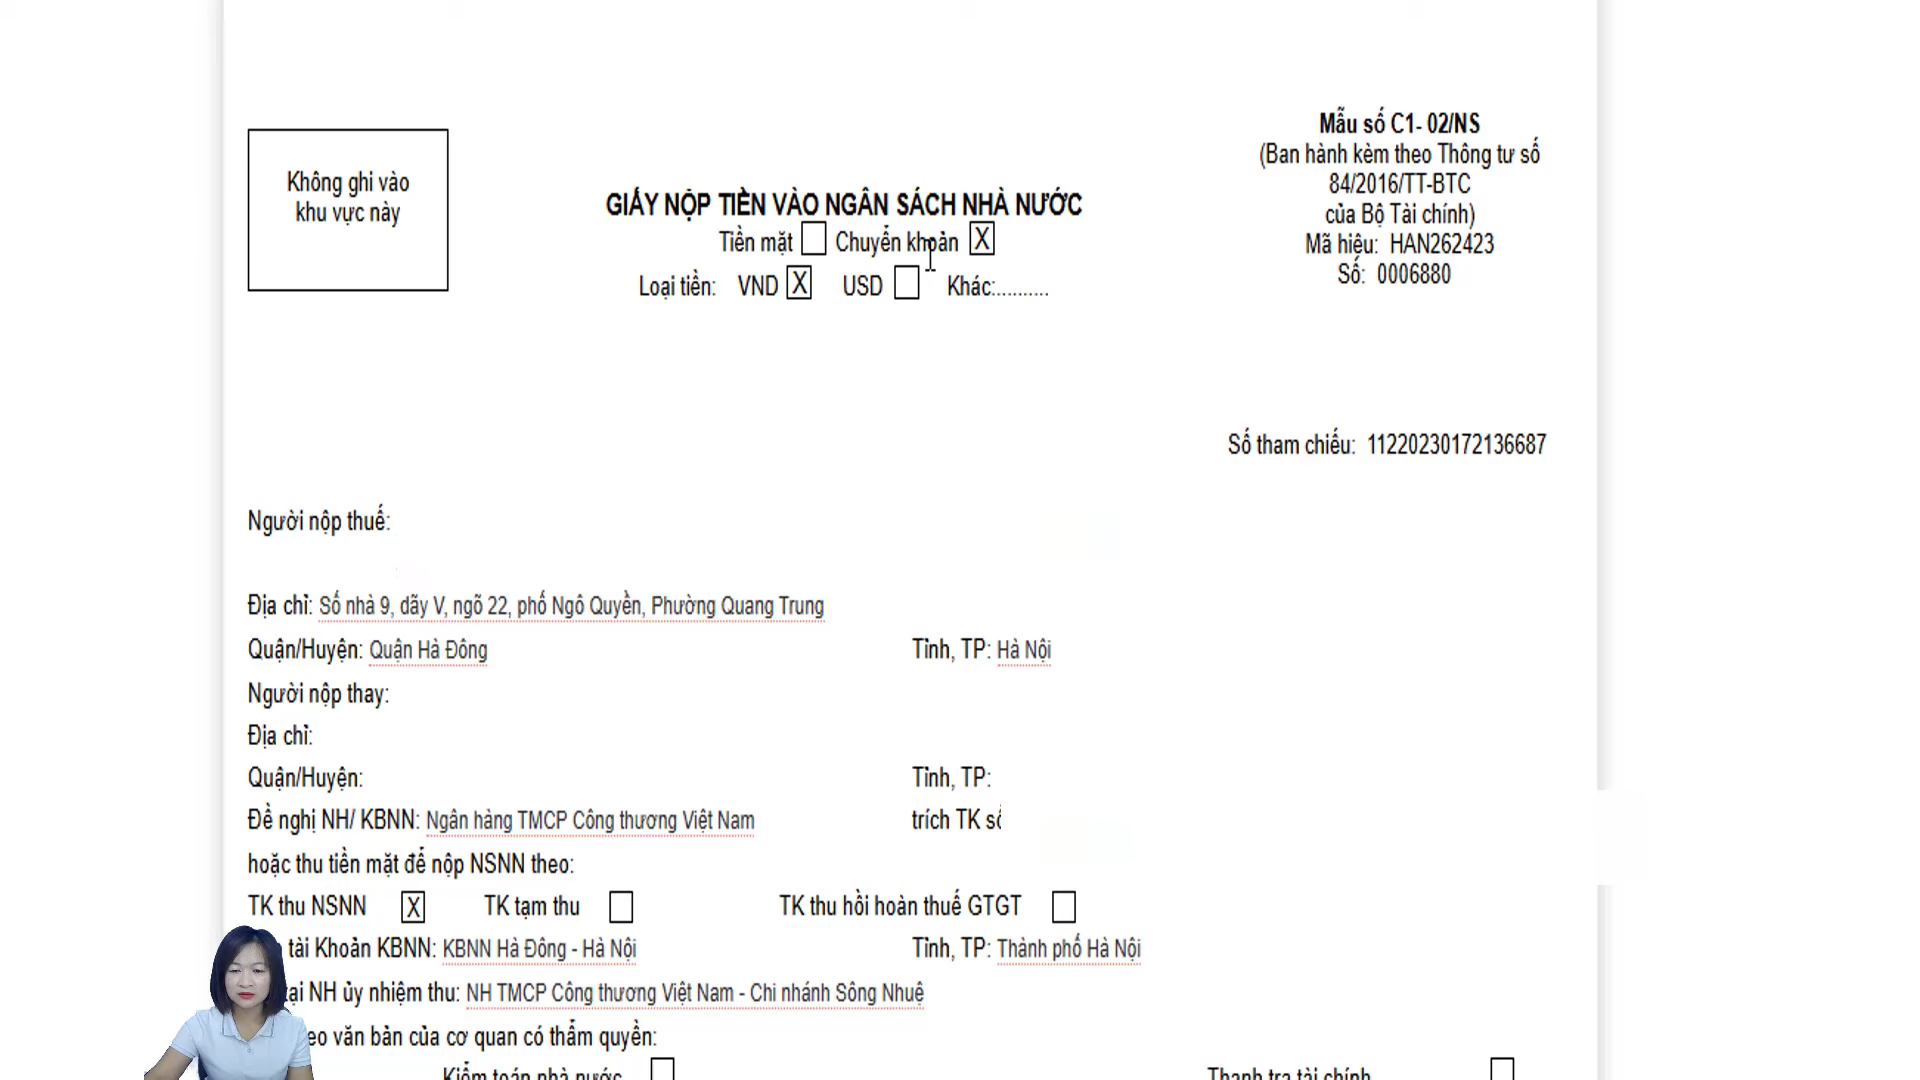 Không ghi vào
khu vực này
GIẤY NỘP TIỀN VÀO NGÂN SÁCH NHÀ NƯỚC
Tiền mặt Chuyển khoản X
Loại tiền: VND X USD Khác:..........
Mẫu số C1- 02/NS
(Ban hành kèm theo Thông tư số
84/2016/TT-BTC
của Bộ Tài chính)
Mã hiệu: HAN262423
Số: 0006880
Số tham chiếu: 11220230172136687
Người nộp thuế:
Địa chỉ: Số nhà 9, dãy V, ngõ 22, phố Ngô Quyền, Phường Quang Trung
Quận/Huyện: Quận Hà Đông Tỉnh, TP: Hà Nội
Người nộp thay:
Địa chỉ:
Quận/Huyện: Tỉnh, TP:
Đề nghị NH/ KBNN: Ngân hàng TMCP Công thương Việt Nam trích TK số
hoặc thu tiền mặt để nộp NSNN theo:
TK thu NSNN X TK tạm thu TK thu hồi hoàn thuế GTGT
tài Khoản KBNN: KBNN Hà Đông - Hà Nội Tỉnh, TP: Thành phố Hà Nội
tại NH ủy nhiệm thu: NH TMCP Công thương Việt Nam - Chi nhánh Sông Nhuệ
văn bản của cơ quan có thẩm quyền:
Kiểm toán nhà nước Thanh tra tài chính